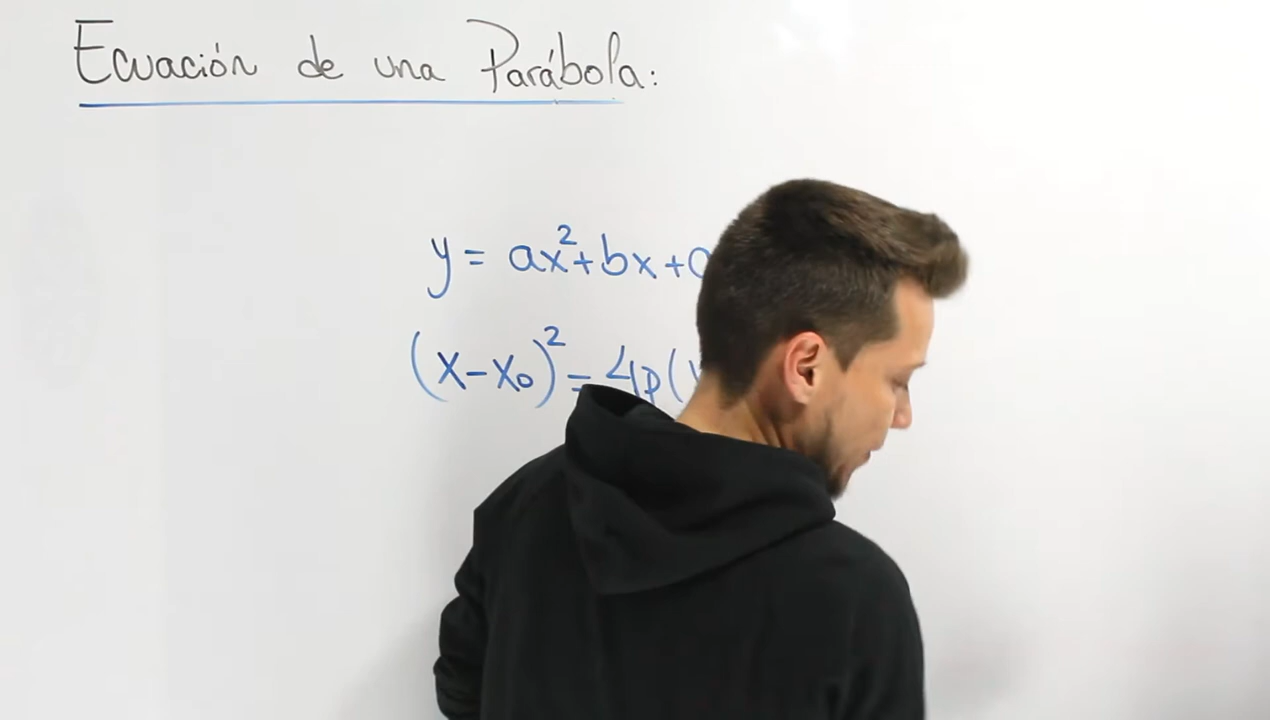 Ecuación de una Parábola:
y = ax²+bx+
(x-x₀)² = 4p(